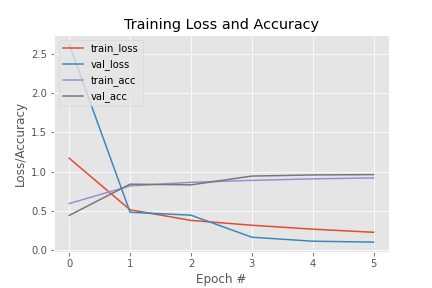 Training Loss and Accuracy
Loss/Accuracy
2.5
2.0
1.5
1.0
0.5
0.0
train_loss
val_loss
train_acc
val_acc
0 1 2 3 4 5
Epoch #